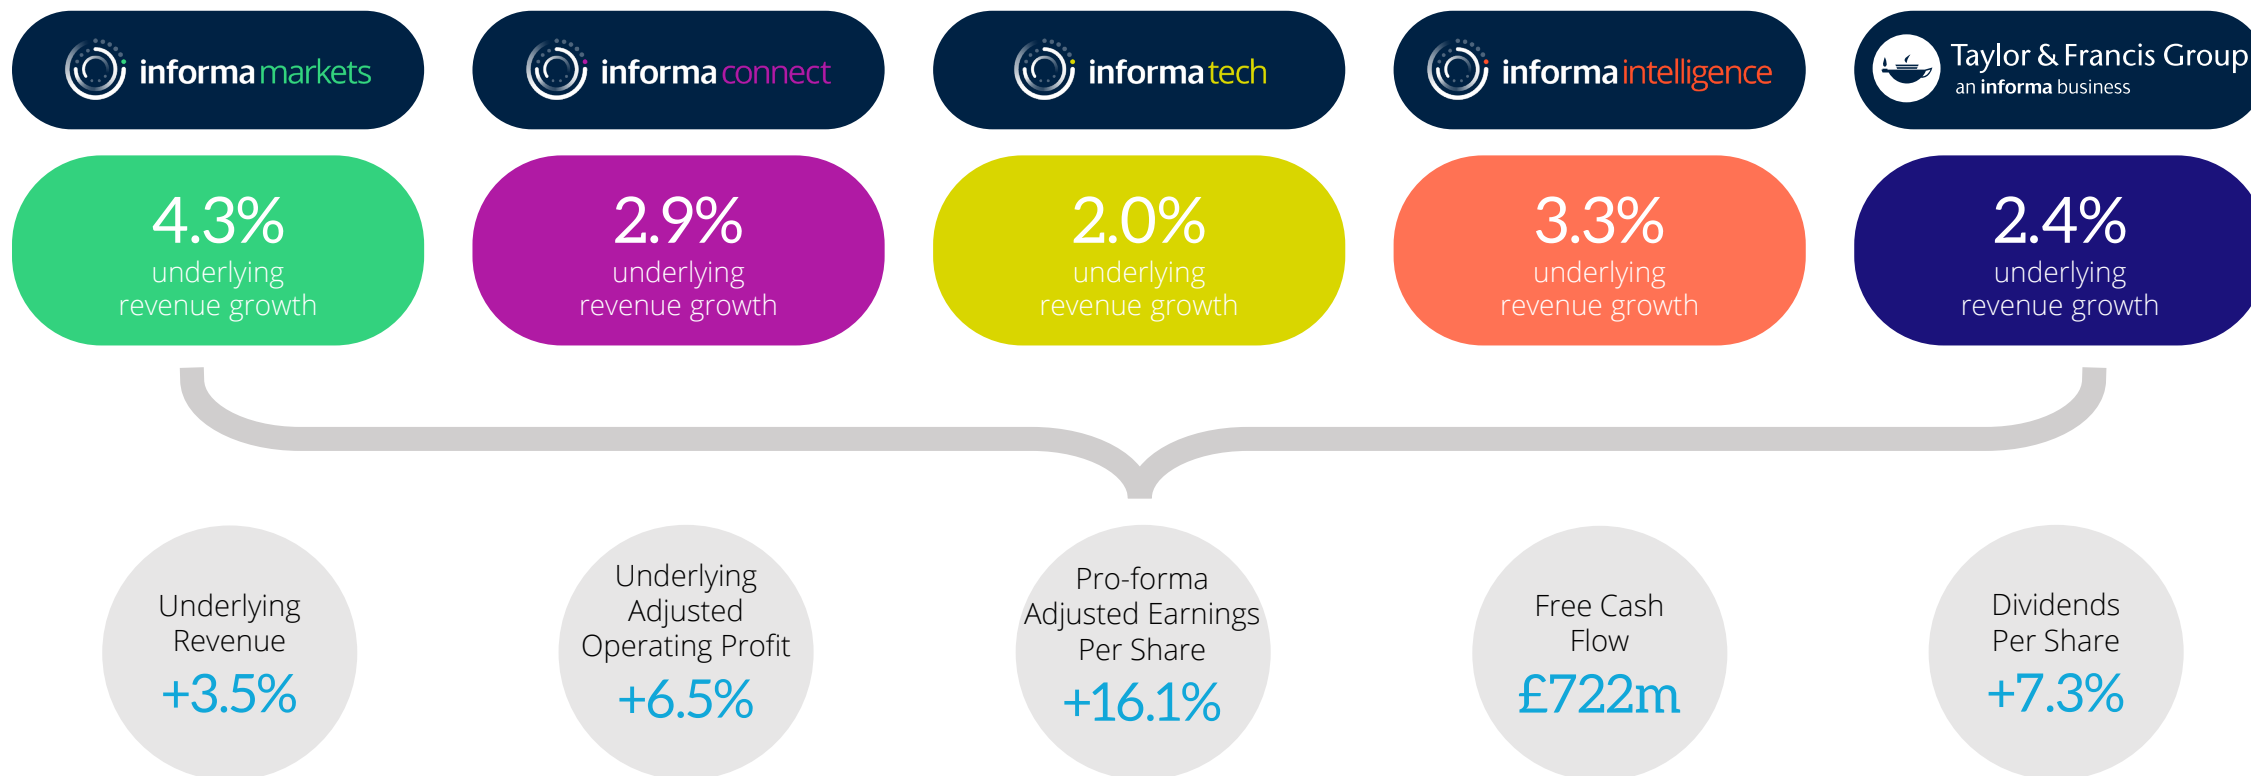 informa markets
informa connect
informa tech
informa intelligence
Taylor & Francis Group
an informa business
4.3%
underlying
revenue growth
2.9%
underlying
revenue growth
2.0%
underlying
revenue growth
3.3%
underlying
revenue growth
2.4%
underlying
revenue growth
Underlying
Revenue
+3.5%
Underlying
Adjusted
Operating Profit
+6.5%
Pro-forma
Adjusted Earnings
Per Share
+16.1%
Free Cash
Flow
£722m
Dividends
Per Share
+7.3%